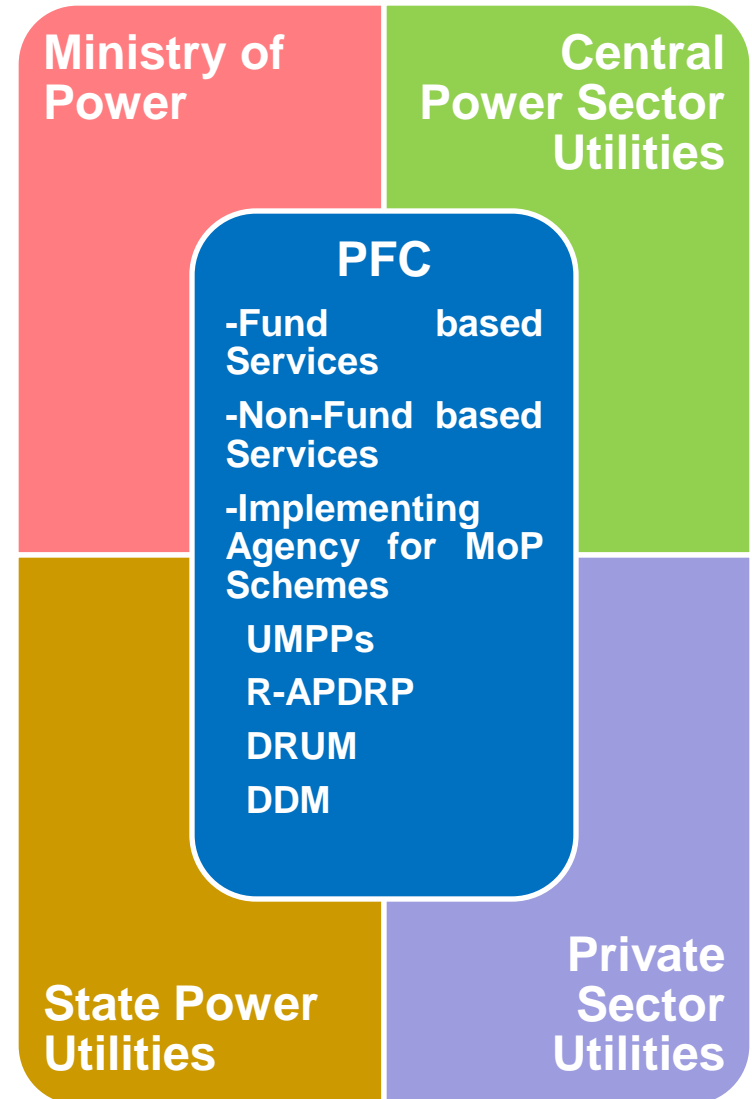 Ministry of
Power
Central
Power Sector
Utilities
PFC
-Fund based
Services
-Non-Fund based
Services
-Implementing
Agency for MoP
Schemes
UMPPs
R-APDRP
DRUM
DDM
State Power
Utilities
Private
Sector
Utilities